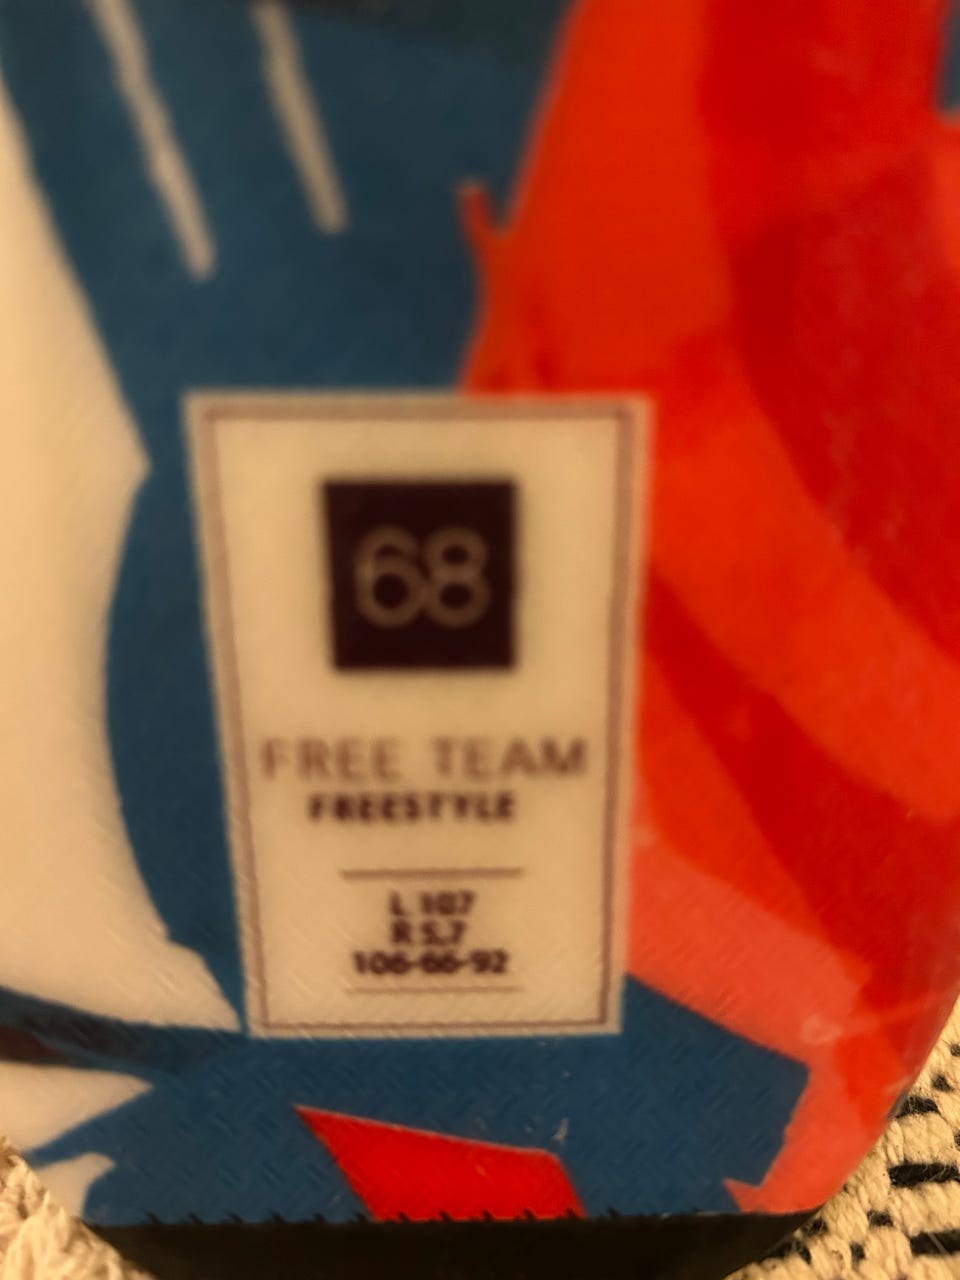 68
FREE TEAM
FREESTYLE
L 107
R 5,7
106-66-92